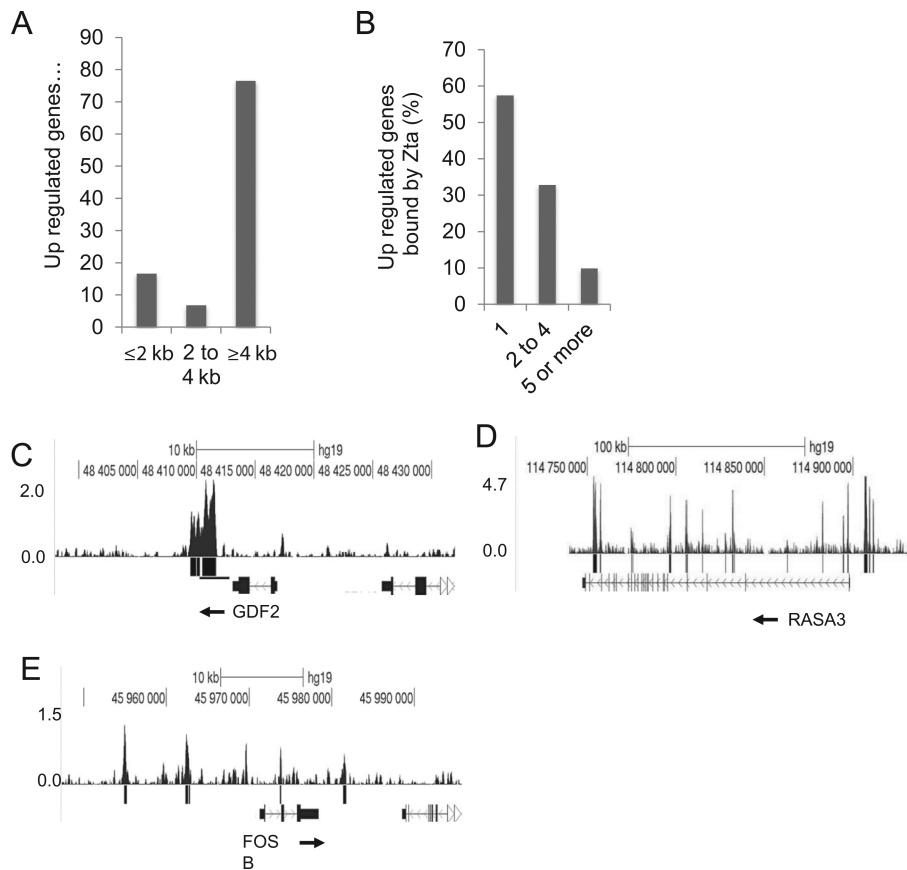 A
Up regulated genes…
90
80
70
60
50
40
30
20
10
0
≤2 kb
2 to
4 kb
≥4 kb
B
Up regulated genes
bound by Zta (%)
70
60
50
40
30
20
10
0
1
2 to 4
5 or more
C
10 kb
hg19
48 405 000
48 410 000
48 415 000
48 420 000
48 425 000
48 430 000
2.0
0.0
GDF2
D
100 kb
hg19
114 750 000
114 800 000
114 850 000
114 900 000
4.7
0.0
RASA3
E
10 kb
hg19
45 960 000
45 970 000
45 980 000
45 990 000
1.5
0.0
FOS
B